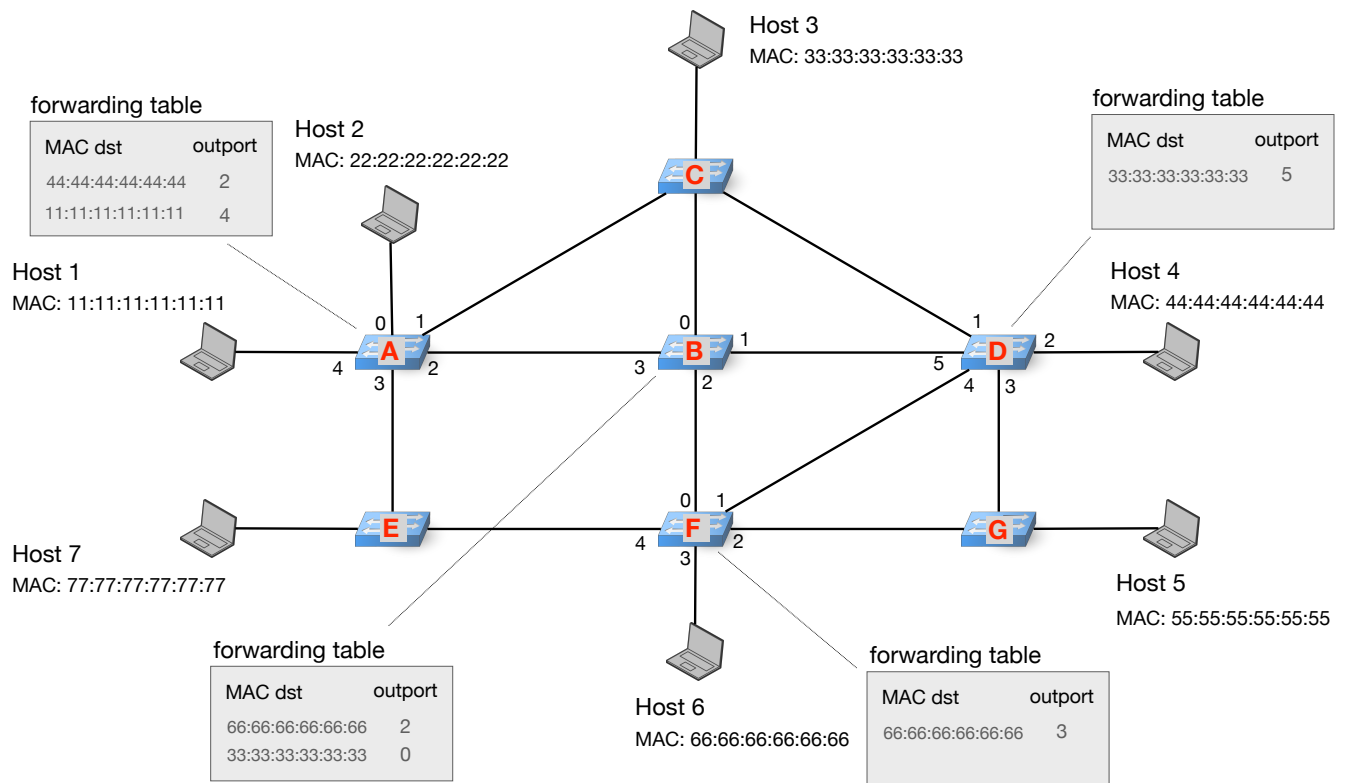 Host 3
MAC: 33:33:33:33:33:33
forwarding table
MAC dst outport
44:44:44:44:44:44 2
11:11:11:11:11:11 4
Host 2
MAC: 22:22:22:22:22:22
forwarding table
MAC dst outport
33:33:33:33:33:33 5
C
Host 1
MAC: 11:11:11:11:11:11
Host 4
MAC: 44:44:44:44:44:44
0 1
A
4 3 2
0
B 1
3 2
1
D 2
5 4 3
Host 7
MAC: 77:77:77:77:77:77
E
0 1
F
4 3 2
G
Host 5
MAC: 55:55:55:55:55:55
forwarding table
MAC dst outport
66:66:66:66:66:66 2
33:33:33:33:33:33 0
Host 6
MAC: 66:66:66:66:66:66
forwarding table
MAC dst outport
66:66:66:66:66:66 3